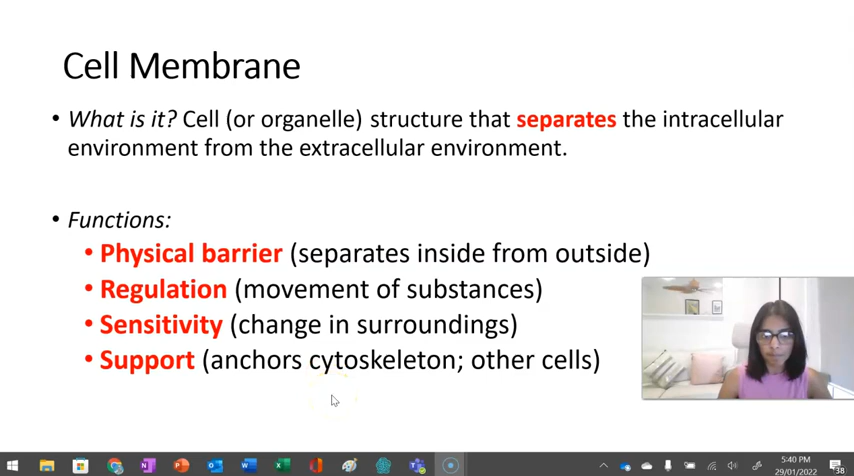 Cell Membrane
• What is it? Cell (or organelle) structure that separates the intracellular
environment from the extracellular environment.
• Functions:
• Physical barrier (separates inside from outside)
• Regulation (movement of substances)
• Sensitivity (change in surroundings)
• Support (anchors cytoskeleton; other cells)
5:40 PM
29/01/2022
38